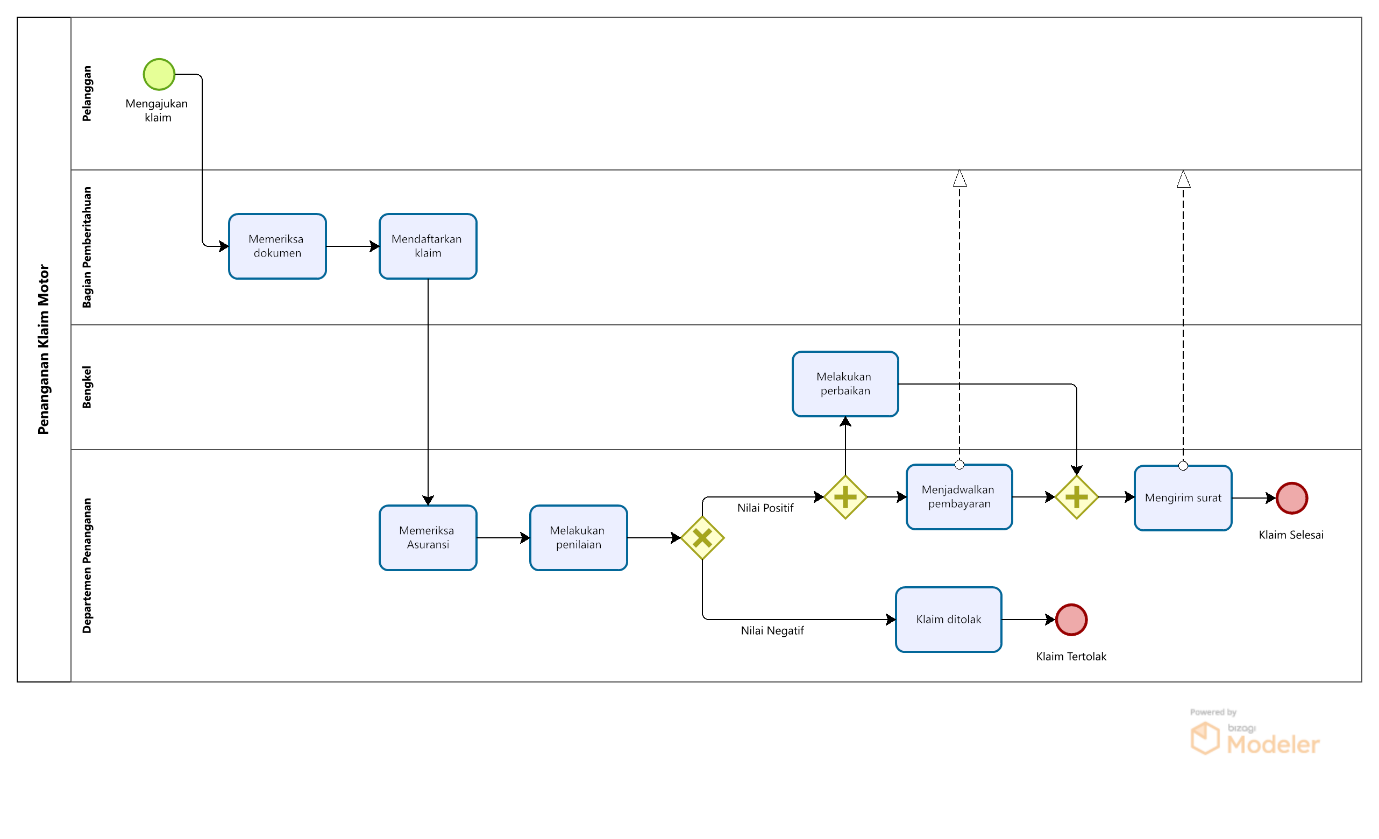 Penanganan Klaim Motor
Pelanggan
Mengajukan
klaim
Bagian Pemberitahuan
Memeriksa
dokumen
Mendaftarkan
klaim
Bengkel
Melakukan
perbaikan
Departemen Penanganan
Memeriksa
Asuransi
Melakukan
penilaian
Nilai Positif
Menjadwalkan
pembayaran
Mengirim surat
Klaim Selesai
Nilai Negatif
Klaim ditolak
Klaim Tertolak
Powered by
bizagi
Modeler